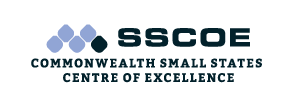 SSCOE
COMMONWEALTH SMALL STATES
CENTRE OF EXCELLENCE